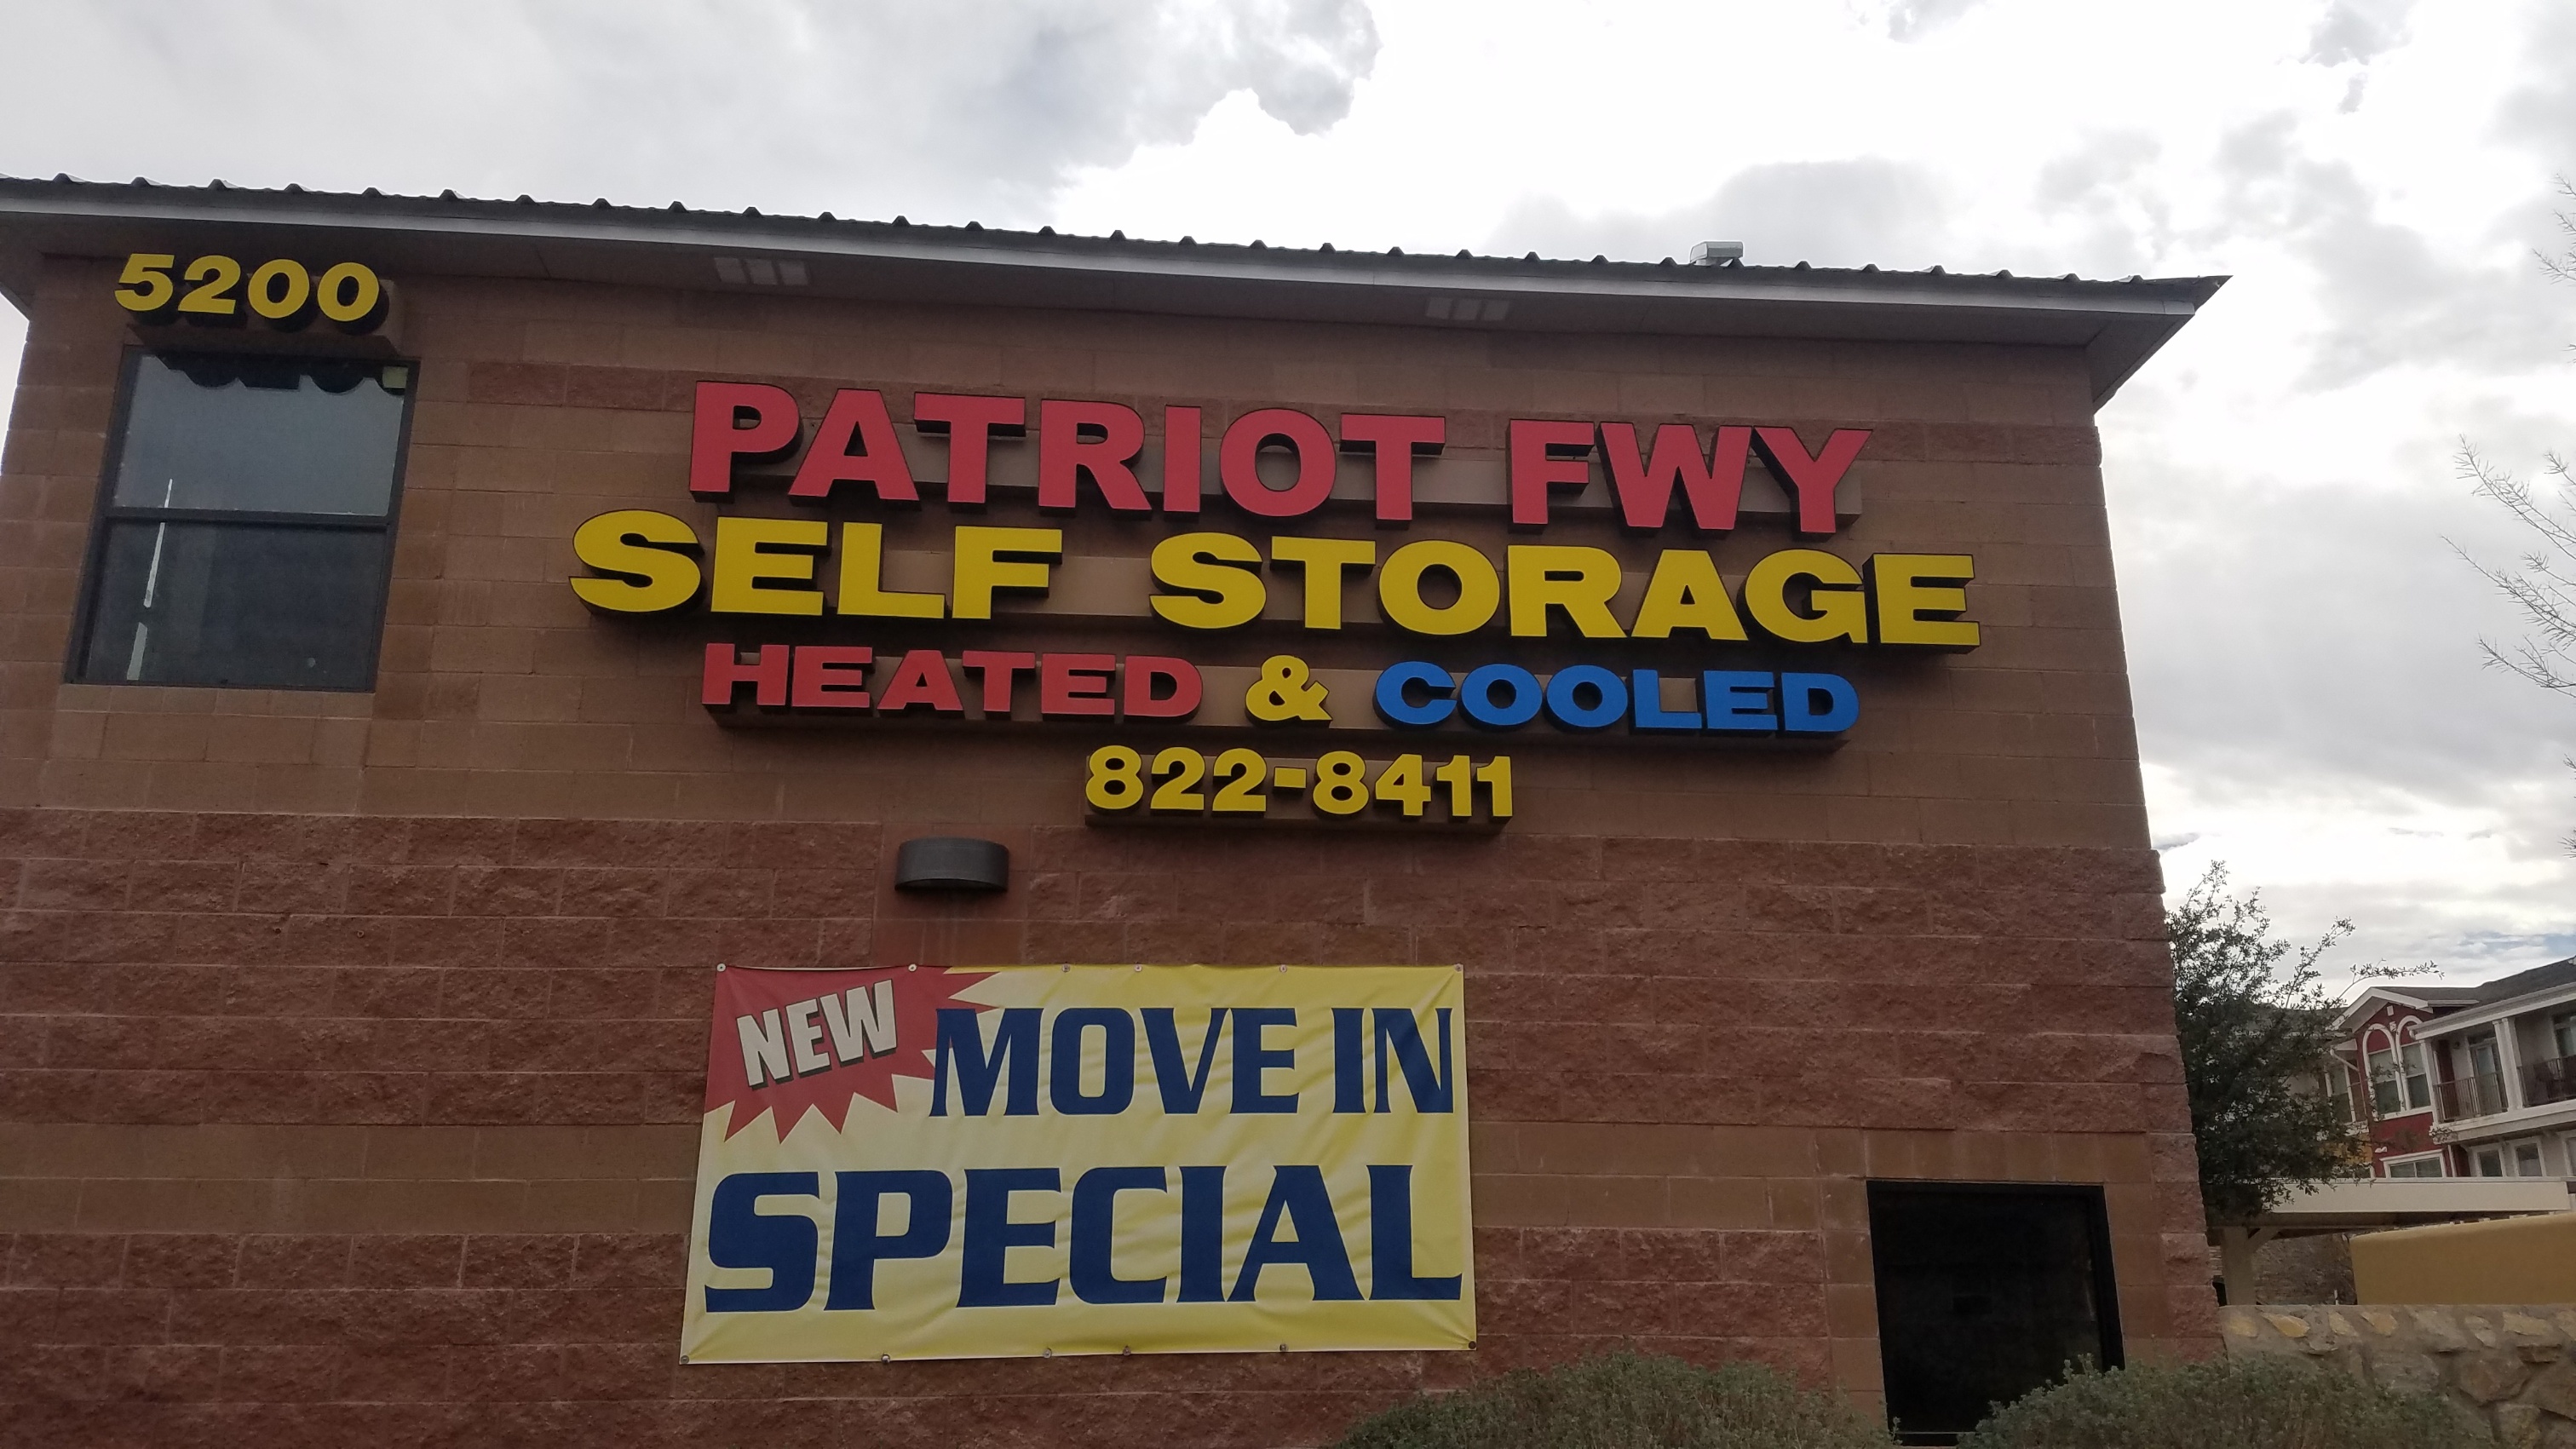 5200
PATRIOT FWY
SELF STORAGE
HEATED & COOLED
822-8411
NEW
MOVE IN
SPECIAL